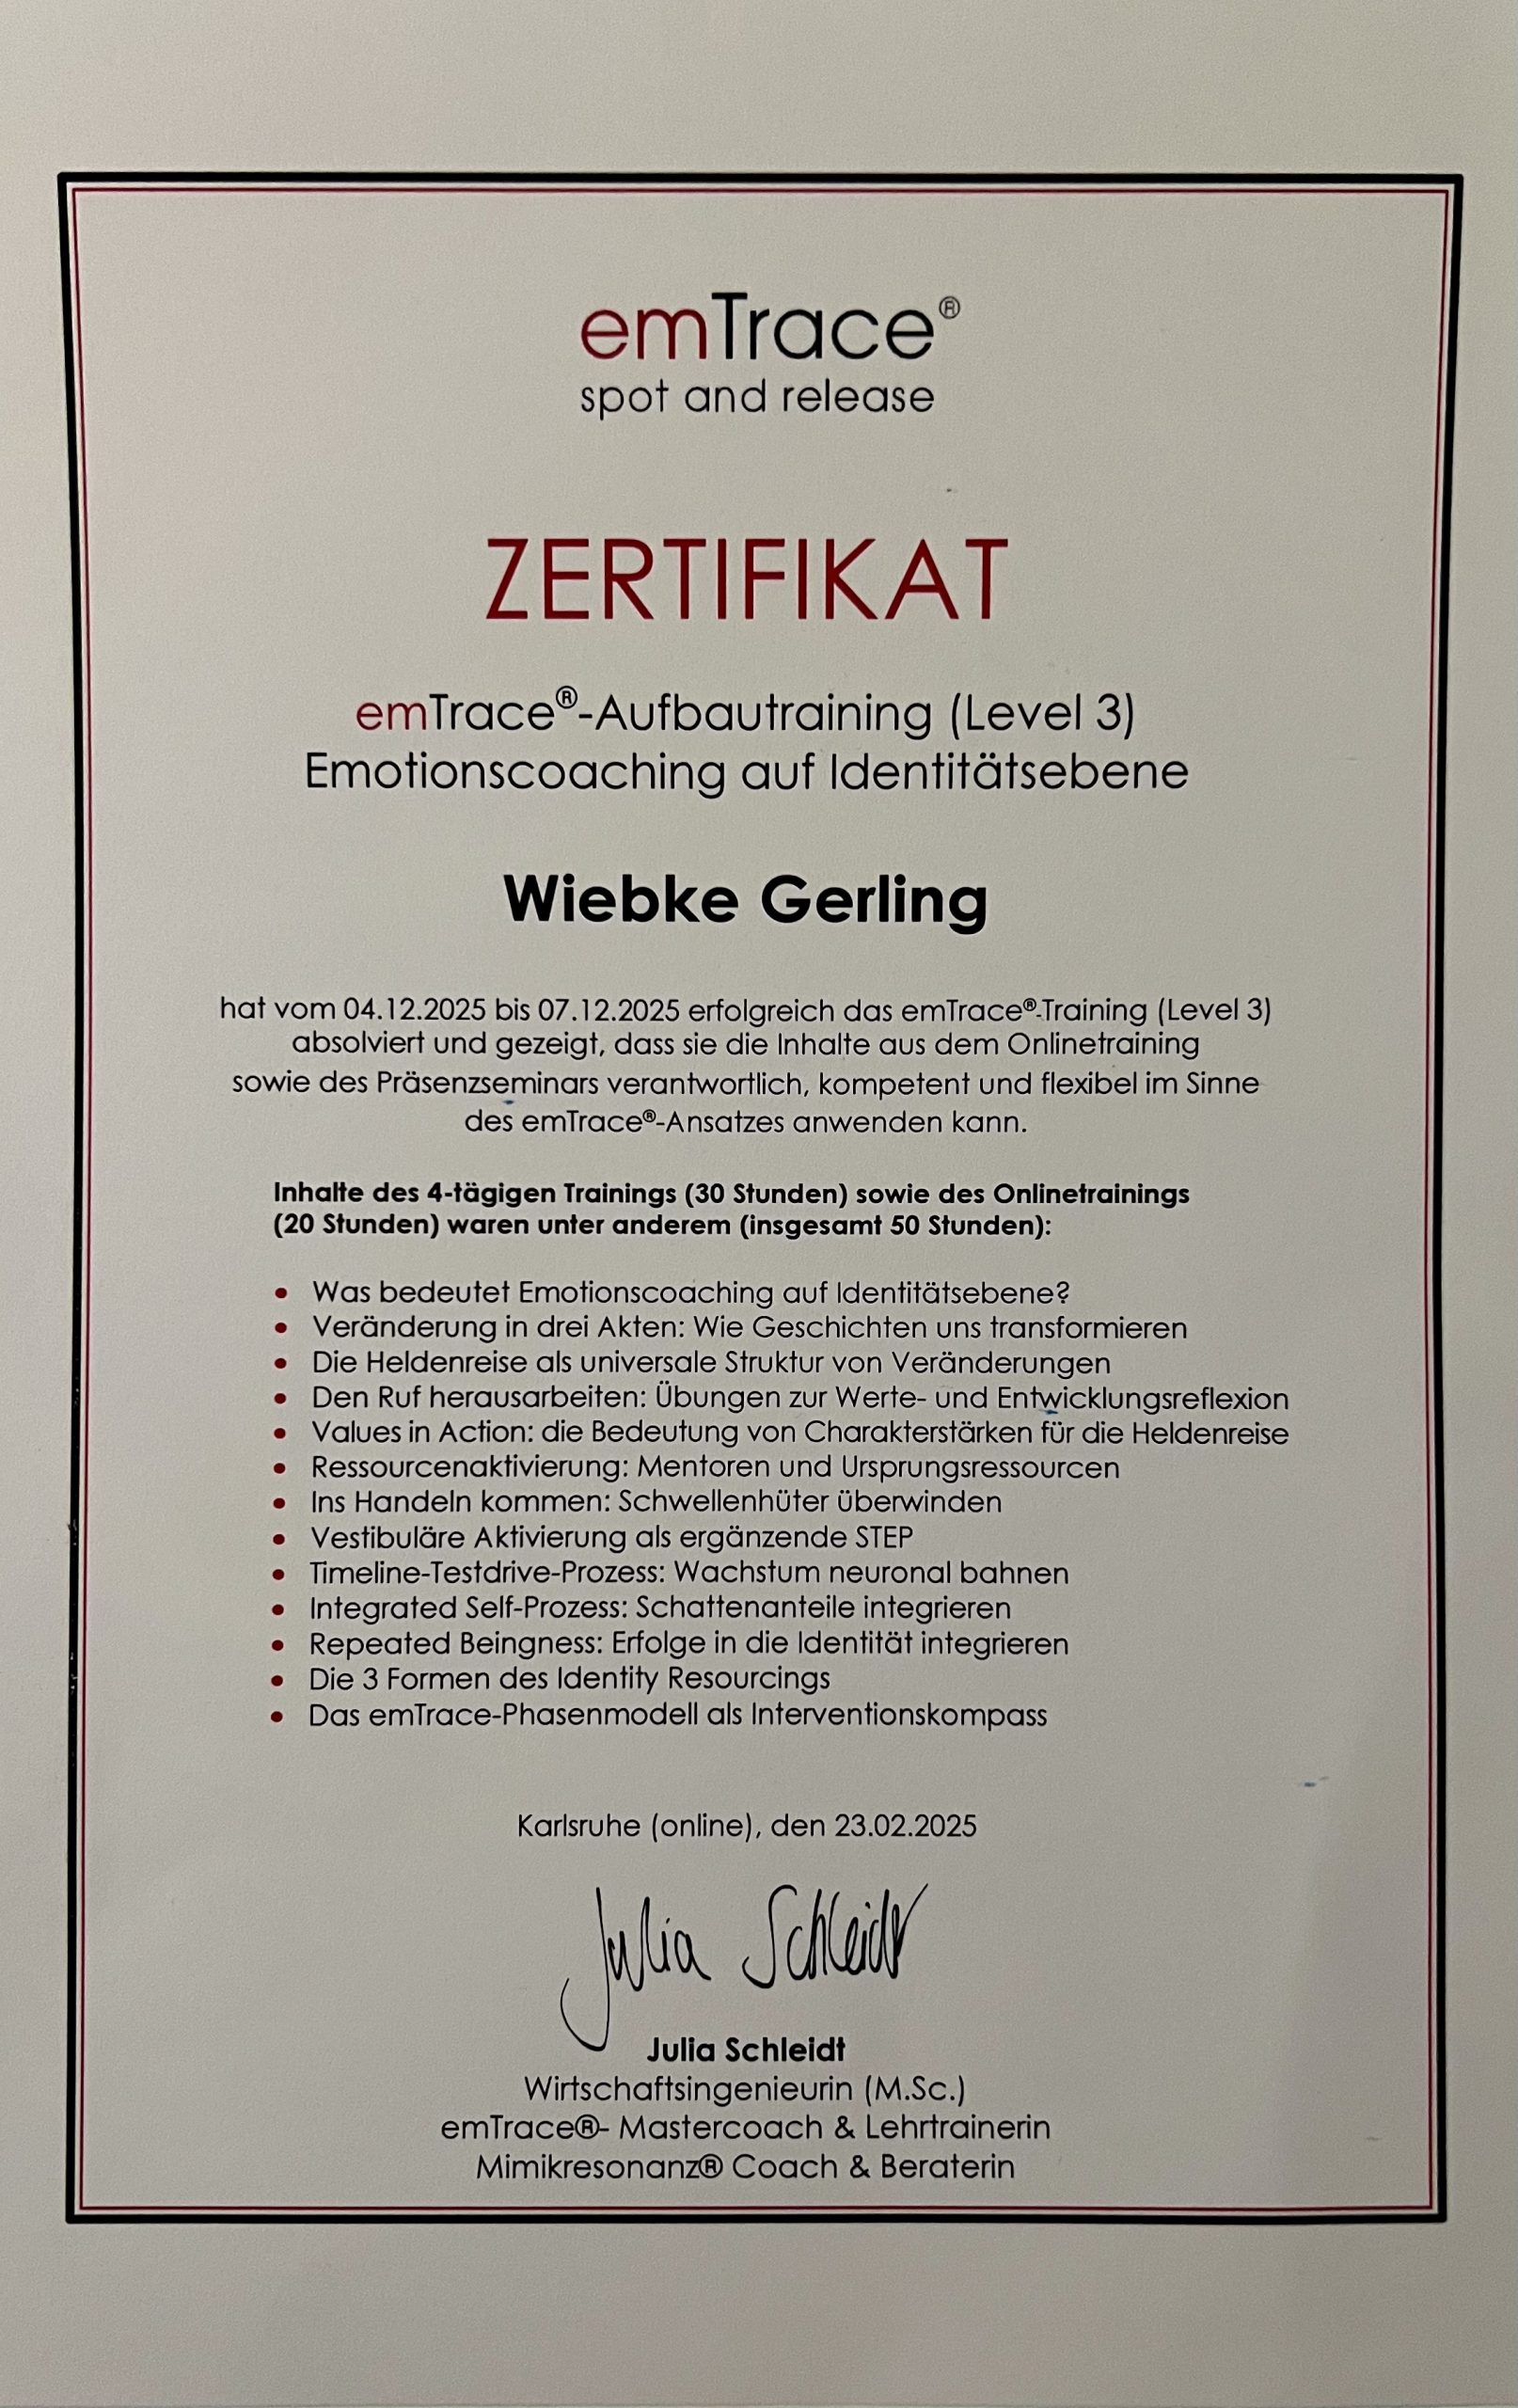 emTrace®
spot and release
ZERTIFIKAT
emTrace®-Aufbautraining (Level 3)
Emotionscoaching auf Identitätsebene
Wiebke Gerling
hat vom 04.12.2025 bis 07.12.2025 erfolgreich das emTrace®-Training (Level 3)
absolviert und gezeigt, dass sie die Inhalte aus dem Onlinetraining
sowie des Präsenzseminars verantwortlich, kompetent und flexibel im Sinne
des emTrace®-Ansatzes anwenden kann.
Inhalte des 4-tägigen Trainings (30 Stunden) sowie des Onlinetrainings
(20 Stunden) waren unter anderem (insgesamt 50 Stunden):
• Was bedeutet Emotionscoaching auf Identitätsebene?
• Veränderung in drei Akten: Wie Geschichten uns transformieren
• Die Heldenreise als universale Struktur von Veränderungen
• Den Ruf herausarbeiten: Übungen zur Werte- und Entwicklungsreflexion
• Values in Action: die Bedeutung von Charakterstärken für die Heldenreise
• Ressourcenaktivierung: Mentoren und Ursprungsressourcen
• Ins Handeln kommen: Schwellenhüter überwinden
• Vestibuläre Aktivierung als ergänzende STEP
• Timeline-Testdrive-Prozess: Wachstum neuronal bahnen
• Integrated Self-Prozess: Schattenanteile integrieren
• Repeated Beingness: Erfolge in die Identität integrieren
• Die 3 Formen des Identity Resourcings
• Das emTrace-Phasenmodell als Interventionskompass
Karlsruhe (online), den 23.02.2025
Julia Schleidt
Julia Schleidt
Wirtschaftsingenieurin (M.Sc.)
emTrace®- Mastercoach & Lehrtrainerin
Mimikresonanz® Coach & Beraterin